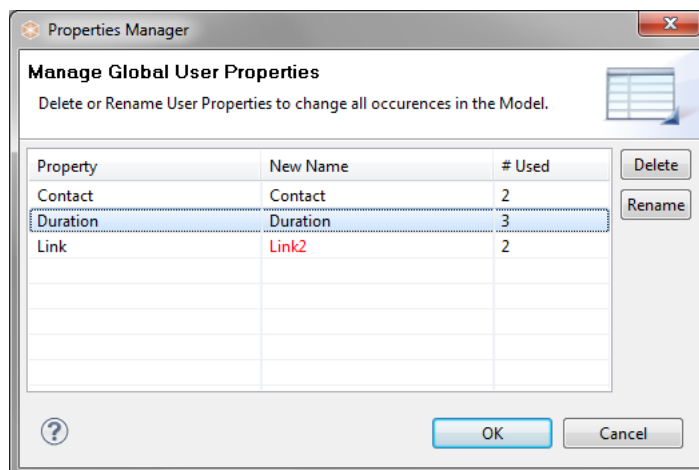 Properties Manager
Manage Global User Properties
Delete or Rename User Properties to change all occurences in the Model.
Property New Name # Used Delete
Contact Contact 2 Rename
Duration Duration 3
Link Link2 2
? OK Cancel